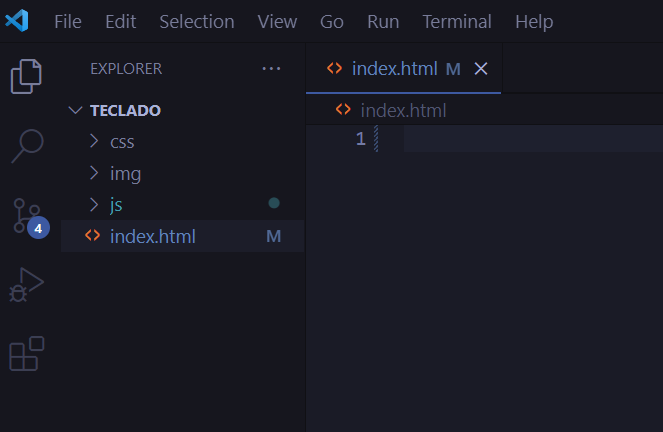 File Edit Selection View Go Run Terminal Help
EXPLORER ...
index.html M
TECLADO
index.html
css
1
img
js
4
index.html M